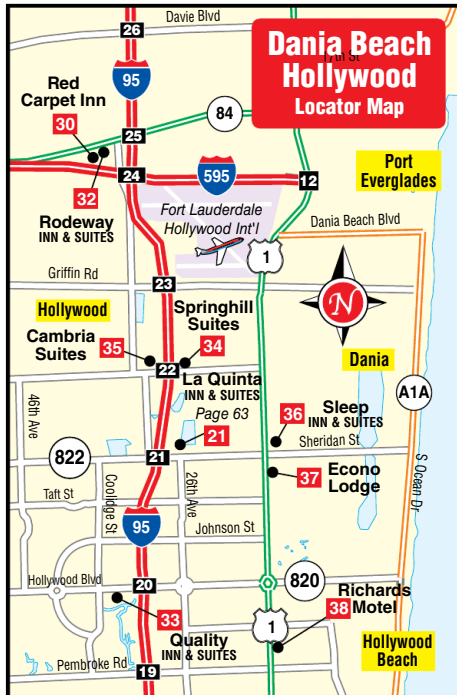 Davie Blvd
26
Dania Beach
Hollywood
Locator Map
17th St
95
Red
Carpet Inn
30
84
25
24
595
12
Port
Everglades
32
Rodeway
INN & SUITES
Fort Lauderdale
Hollywood Int'l
Dania Beach Blvd
1
Griffin Rd
23
N
Hollywood
Springhill
Suites
Cambria
Suites
35
34
22
Dania
La Quinta
INN & SUITES
Page 63
21
A1A
46th Ave
36
Sleep
INN & SUITES
Sheridan St
822
21
26th Ave
37
Econo
Lodge
S Ocean Dr
Taft St
Coolidge St
95
Johnson St
Hollywood Blvd
20
820
33
Richards
Motel
38
1
Quality
INN & SUITES
Hollywood
Beach
Pembroke Rd
19